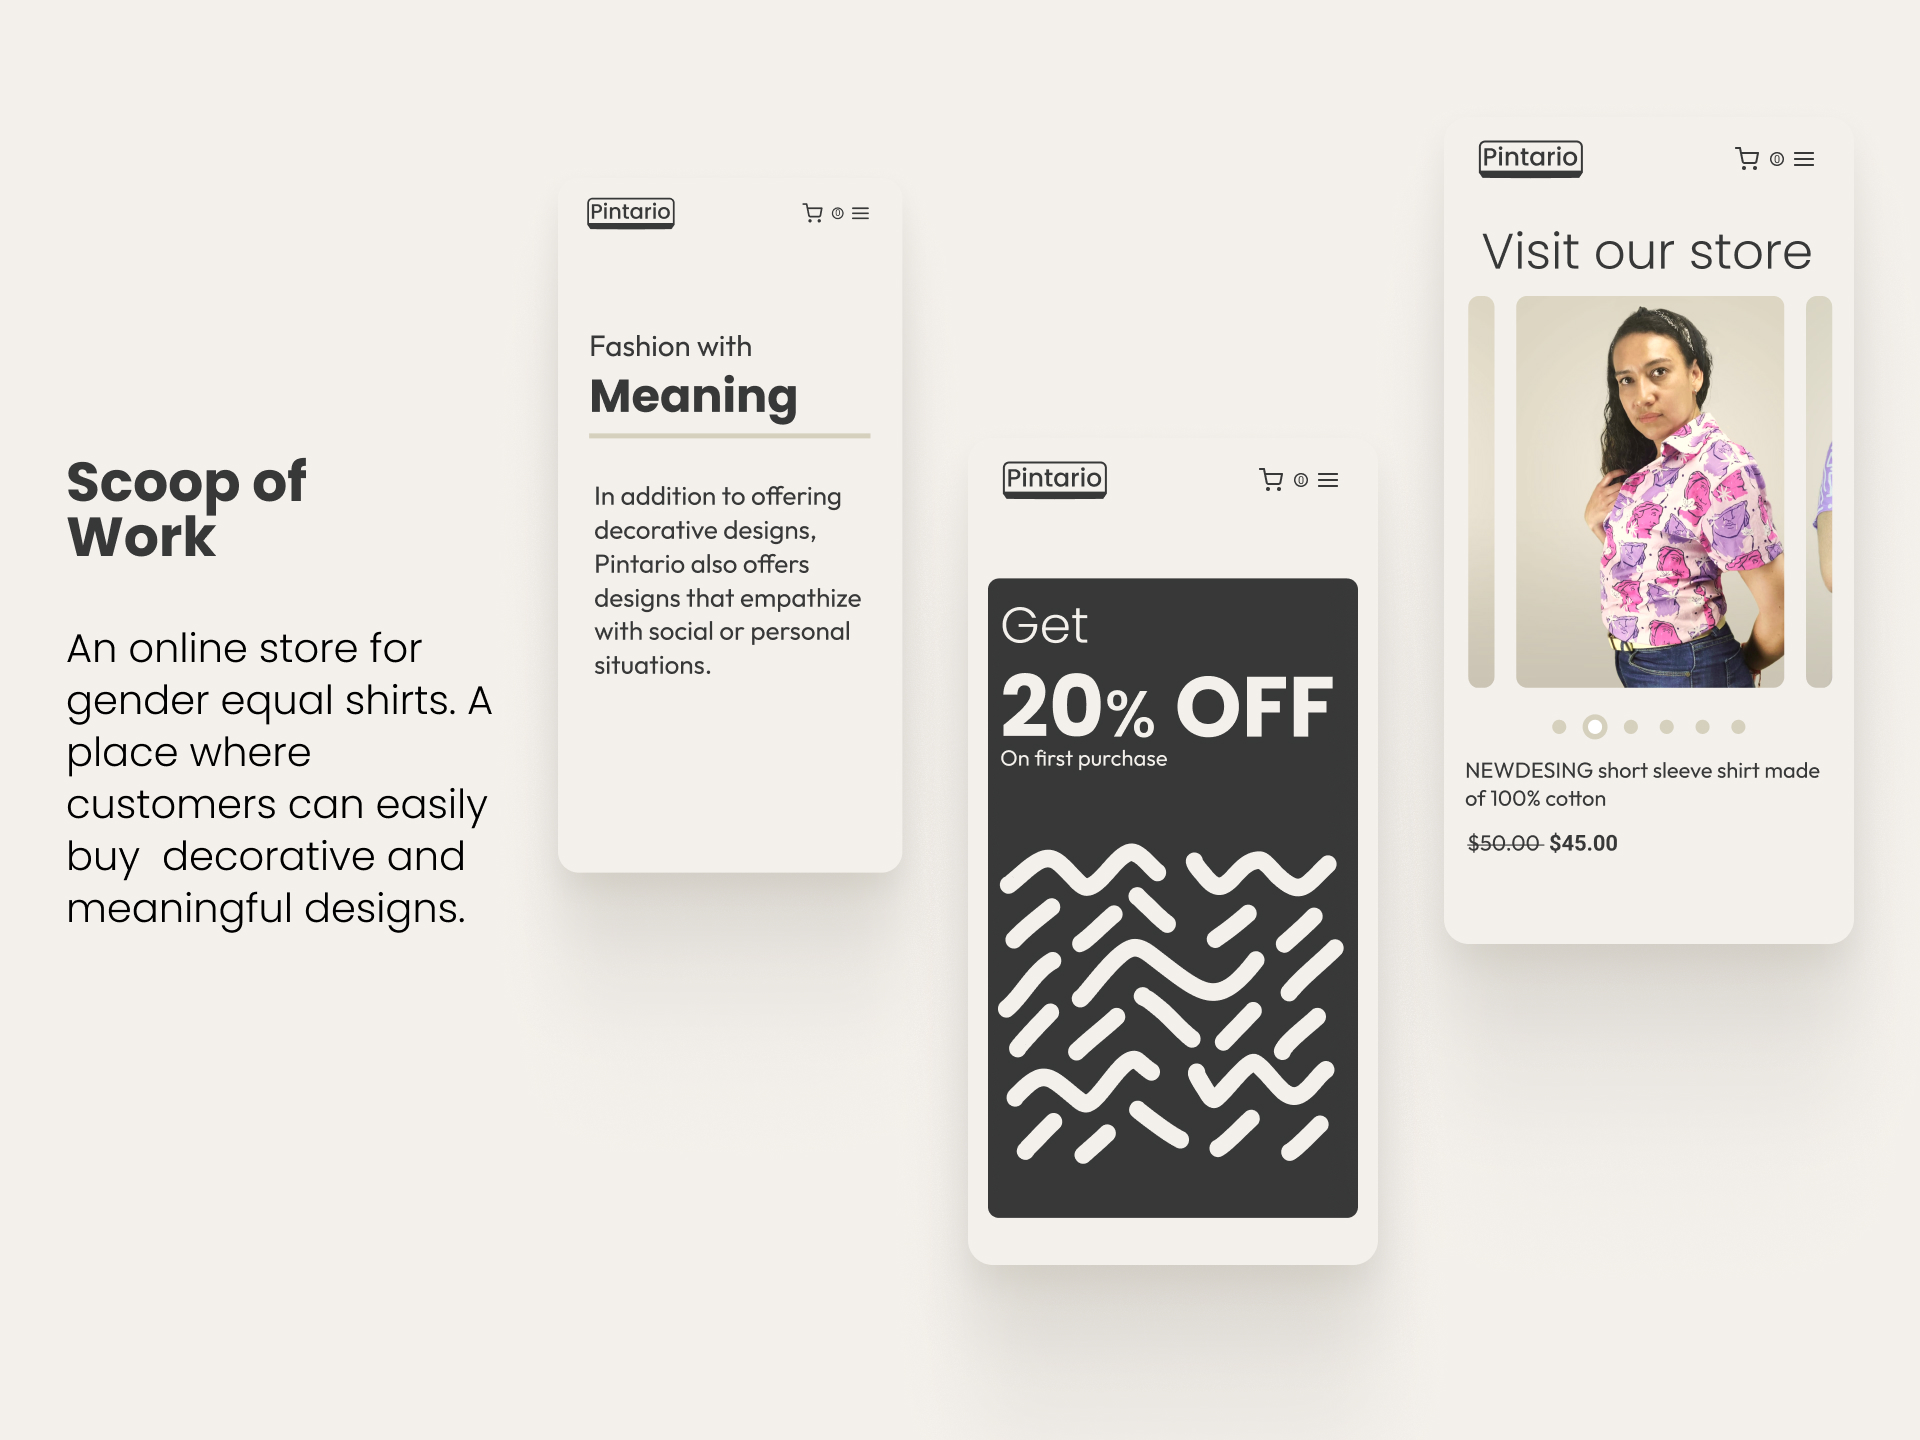 Scoop of
Work
An online store for
gender equal shirts. A
place where
customers can easily
buy  decorative and
meaningful designs.
Pintario
0
Fashion with
Meaning
In addition to offering
decorative designs,
Pintario also offers
designs that empathize
with social or personal
situations.
Pintario
0
Get
20% OFF
On first purchase
Pintario
0
Visit our store
NEWDESING short sleeve shirt made
of 100% cotton
$50.00 $45.00